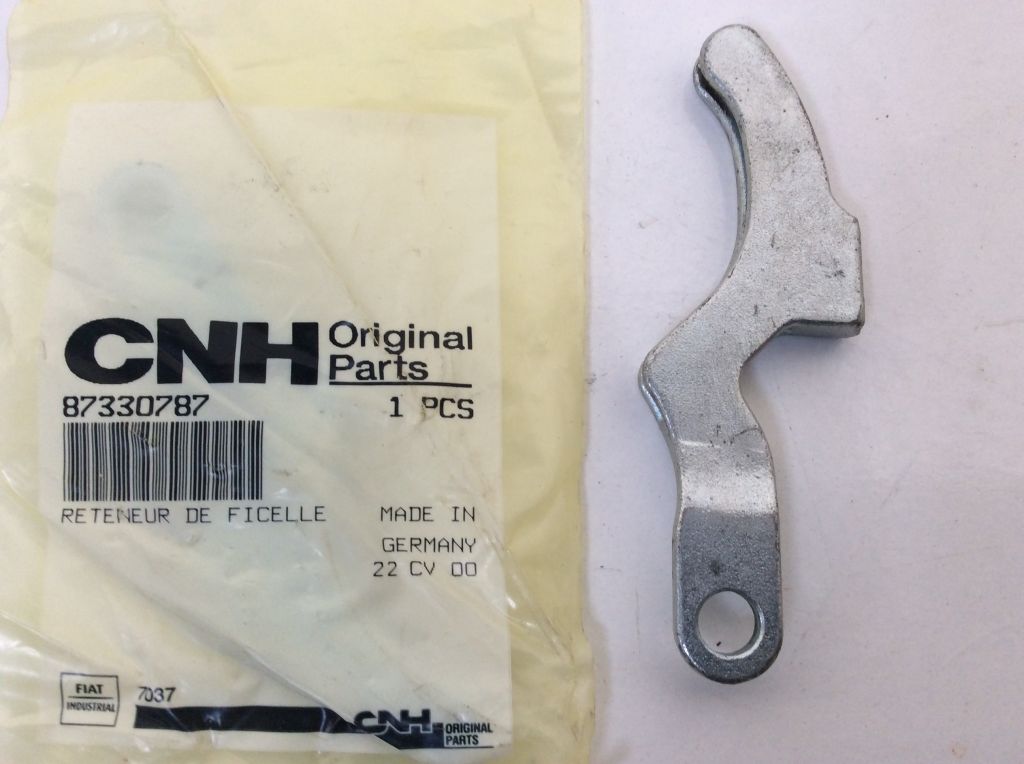 CNH Original
Parts
87330787 1 PCS
RETENEUR DE FICELLE MADE IN
GERMANY
22 CV 00
FIAT
INDUSTRIAL
7037
CNH ORIGINAL
PARTS